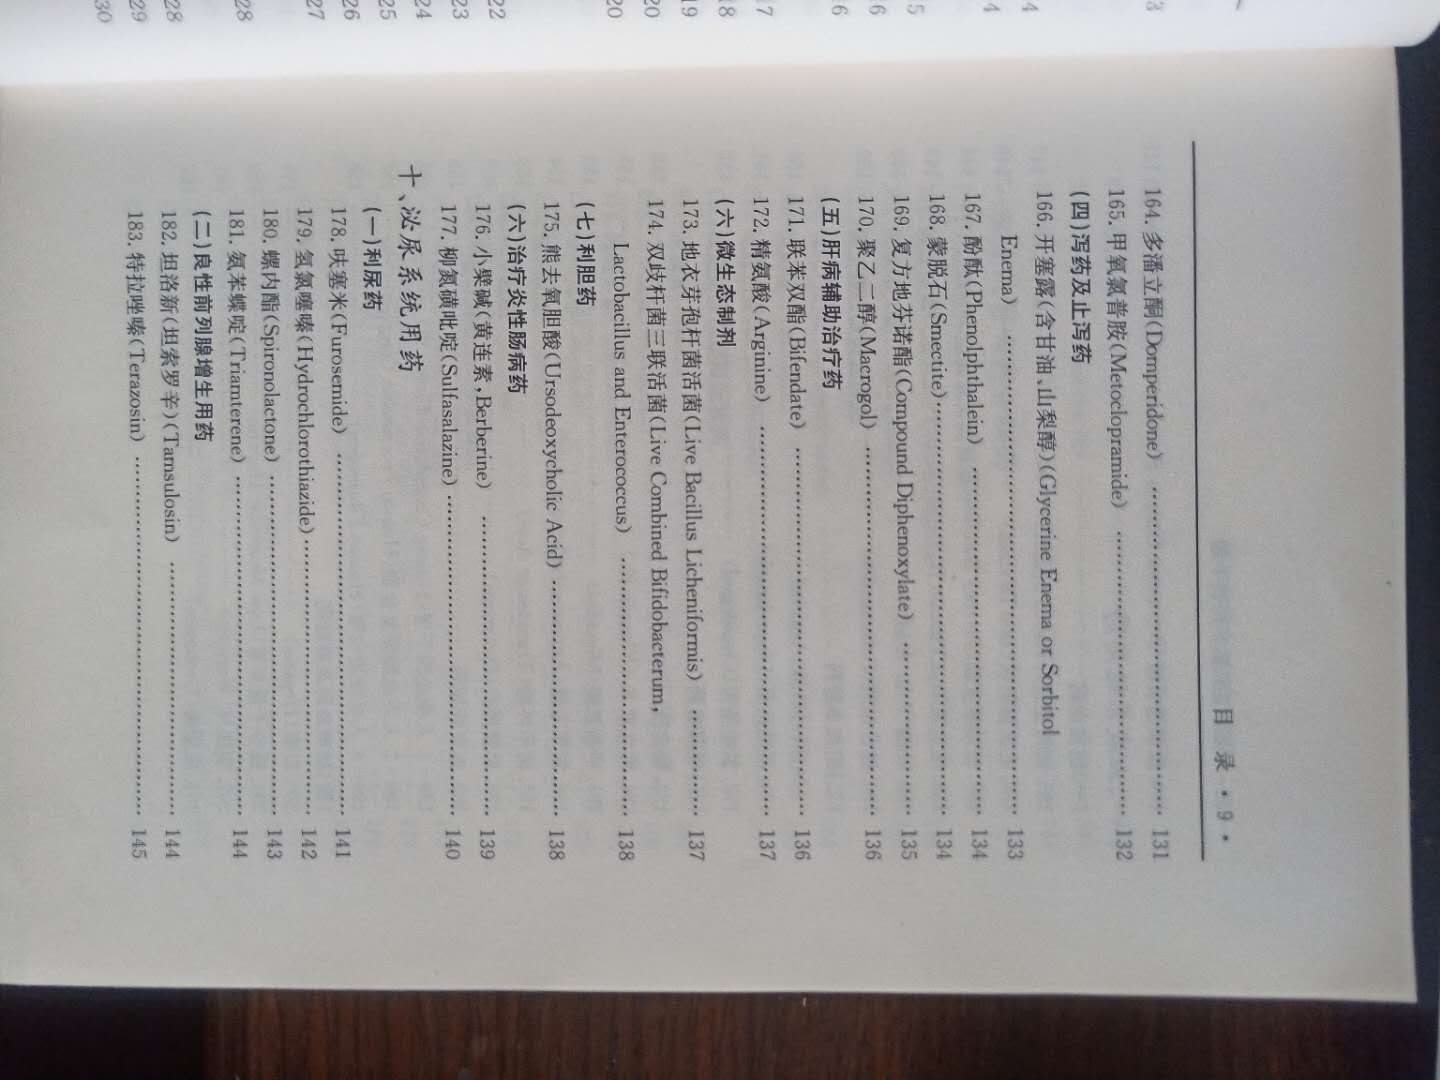 目　录 · 9 ·
164. 多潘立酮(Domperidone) …… 131
165. 甲氧氯普胺(Metoclopramide) …… 132
(四)泻药及止泻药
166. 开塞露(含甘油、山梨醇)(Glycerine Enema or Sorbitol
Enema) …… 133
167. 酚酞(Phenolphthalein) …… 134
168. 蒙脱石(Smectite) …… 134
169. 复方地芬诺酯(Compound Diphenoxylate) …… 135
170. 聚乙二醇(Macrogol) …… 136
(五)肝病辅助治疗药
171. 联苯双酯(Bifendate) …… 136
172. 精氨酸(Arginine) …… 137
(六)微生态制剂
173. 地衣芽孢杆菌活菌(Live Bacillus Licheniformis) …… 137
174. 双歧杆菌三联活菌(Live Combined Bifidobacterum,
Lactobacillus and Enterococcus) …… 138
(七)利胆药
175. 熊去氧胆酸(Ursodeoxycholic Acid) …… 138
(六)治疗炎性肠病药
176. 小檗碱(黄连素,Berberine) …… 139
177. 柳氮磺吡啶(Sulfasalazine) …… 140
十、泌尿系统用药
(一)利尿药
178. 呋塞米(Furosemide) …… 141
179. 氢氯噻嗪(Hydrochlorothiazide) …… 142
180. 螺内酯(Spironolactone) …… 143
181. 氨苯蝶啶(Triamterene) …… 144
(二)良性前列腺增生用药
182. 坦洛新(坦索罗辛)(Tamsulosin) …… 144
183. 特拉唑嗪(Terazosin) …… 145